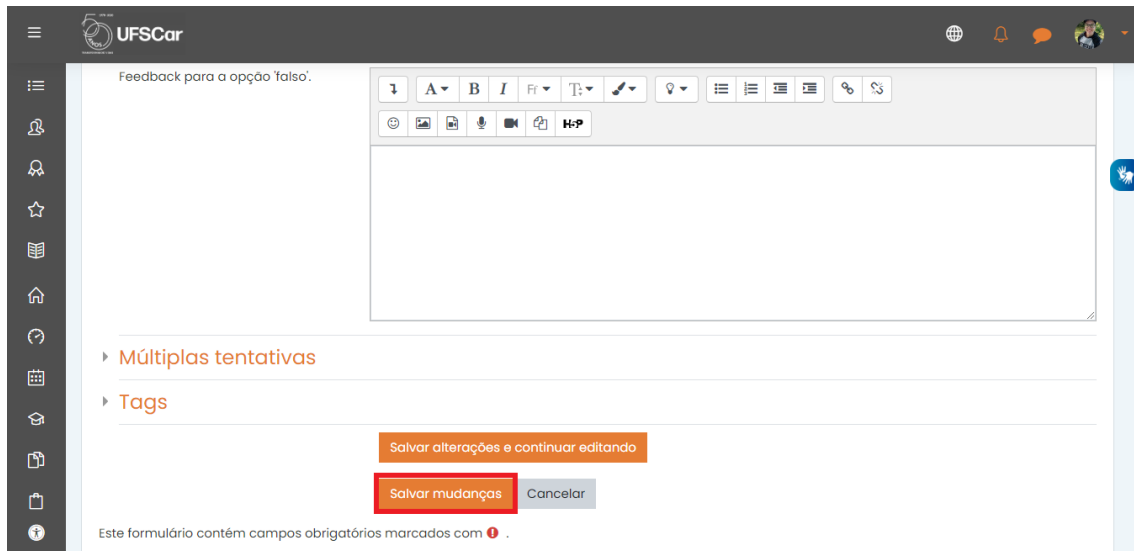 UFSCar
Feedback para a opção 'falso'.
H-P
Múltiplas tentativas
Tags
Salvar alterações e continuar editando
Salvar mudanças Cancelar
Este formulário contém campos obrigatórios marcados com .